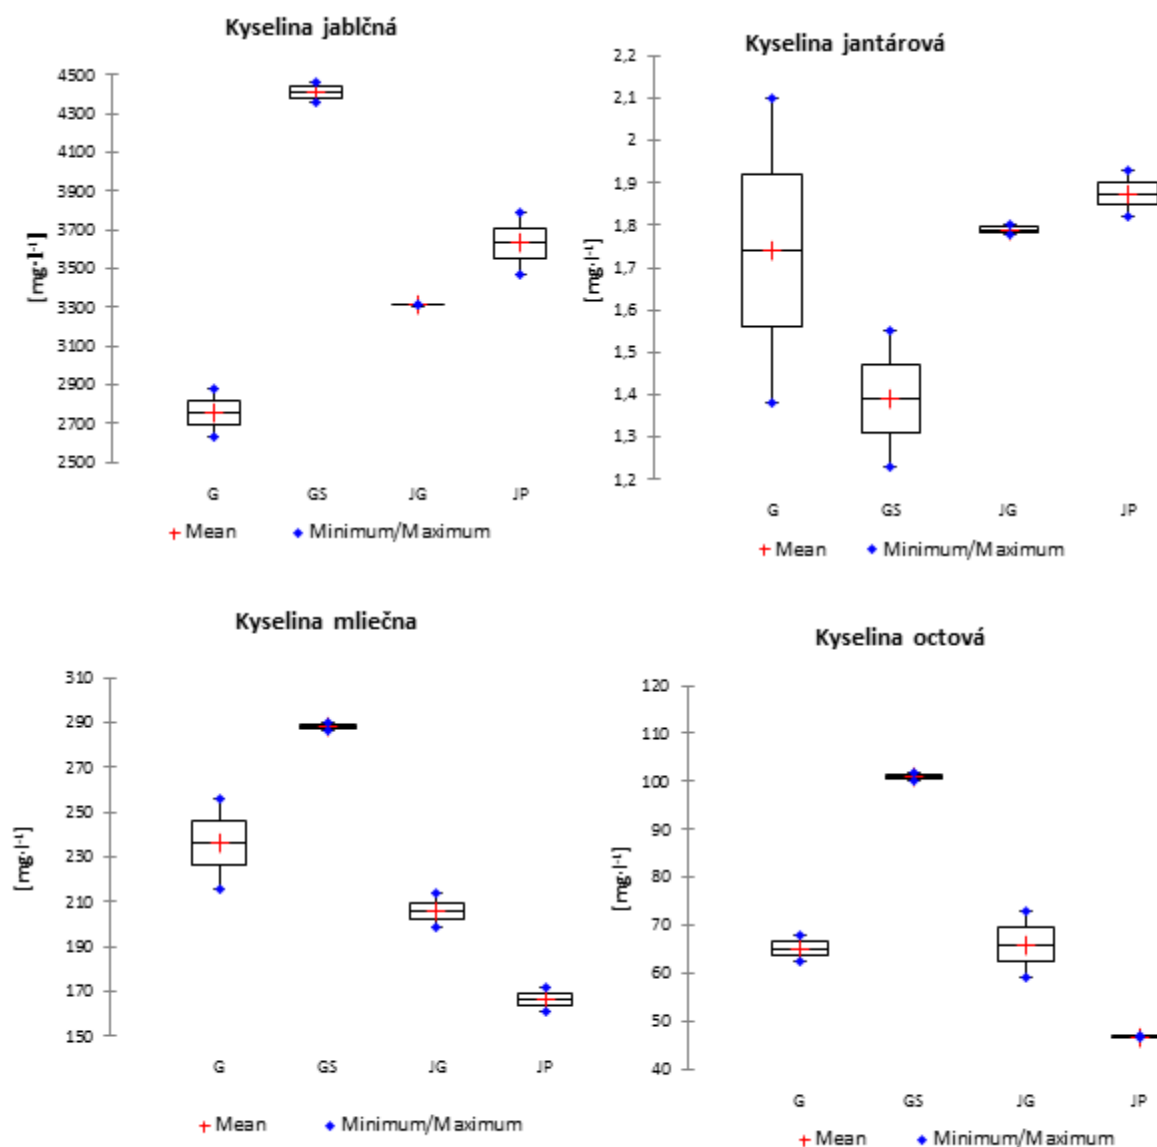 Kyselina jablčná
[mg·l-¹]
4500
4300
4100
3900
3700
3500
3300
3100
2900
2700
2500
G GS JG JP
Mean Minimum/Maximum
Kyselina jantárová
[mg·l-¹]
2,2
2,1
2
1,9
1,8
1,7
1,6
1,5
1,4
1,3
1,2
G GS JG JP
Mean Minimum/Maximum
Kyselina mliečna
[mg·l-¹]
310
290
270
250
230
210
190
170
150
G GS JG JP
Mean Minimum/Maximum
Kyselina octová
[mg·l-¹]
120
110
100
90
80
70
60
50
40
G GS JG JP
Mean Minimum/Maximum